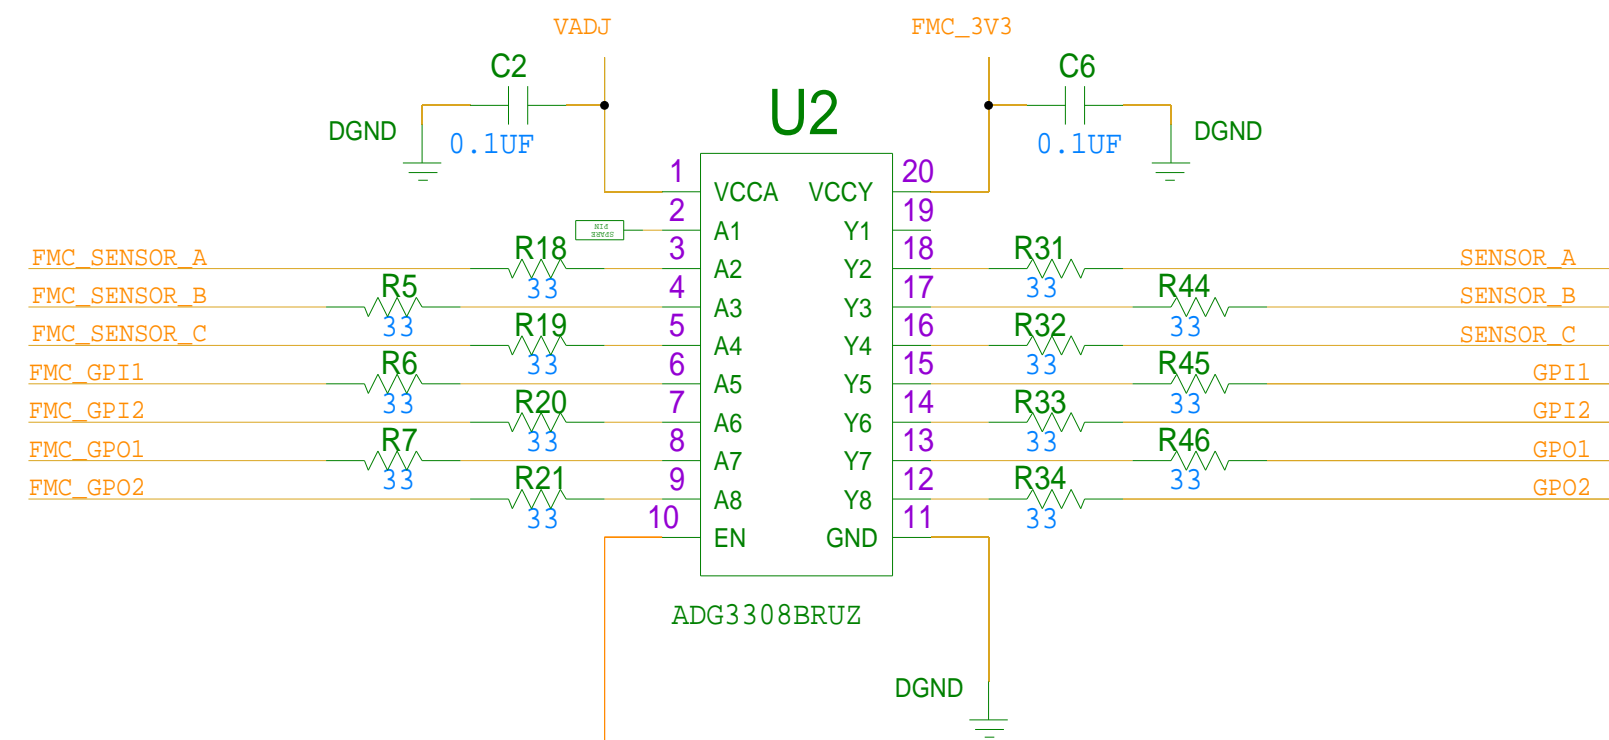 VADJ
FMC_3V3
C2
C6
U2
DGND
0.1UF
0.1UF
DGND
1
VCCA
VCCY
20
2
SPARE
PIN
A1
Y1
19
FMC_SENSOR_A
R18
33
3
A2
Y2
18
R31
33
SENSOR_A
FMC_SENSOR_B
R5
33
4
A3
Y3
17
R44
33
SENSOR_B
FMC_SENSOR_C
R19
33
5
A4
Y4
16
R32
33
SENSOR_C
FMC_GPI1
R6
33
6
A5
Y5
15
R45
33
GPI1
FMC_GPI2
R20
33
7
A6
Y6
14
R33
33
GPI2
FMC_GPO1
R7
33
8
A7
Y7
13
R46
33
GPO1
FMC_GPO2
R21
33
9
A8
Y8
12
R34
33
GPO2
10
EN
GND
11
ADG3308BRUZ
DGND